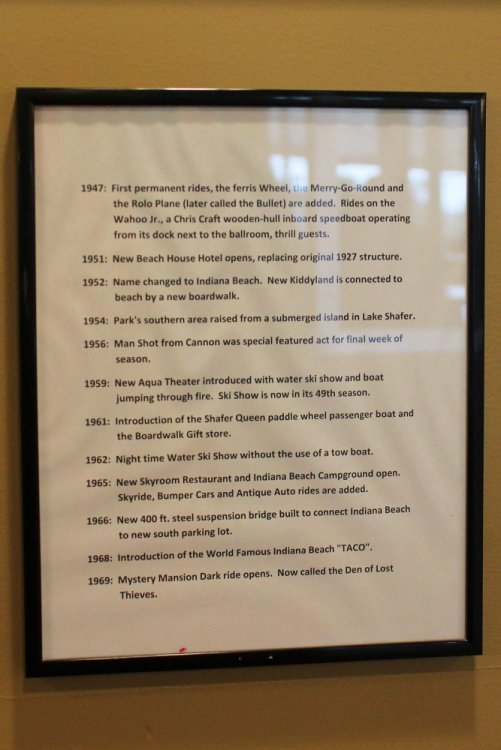 1947: First permanent rides, the ferris Wheel, the Merry-Go-Round and
the Rolo Plane (later called the Bullet) are added. Rides on the
Wahoo Jr., a Chris Craft wooden-hull inboard speedboat operating
from its dock next to the ballroom, thrill guests.
1951: New Beach House Hotel opens, replacing original 1927 structure.
1952: Name changed to Indiana Beach. New Kiddyland is connected to
beach by a new boardwalk.
1954: Park's southern area raised from a submerged island in Lake Shafer.
1956: Man Shot from Cannon was special featured act for final week of
season.
1959: New Aqua Theater introduced with water ski show and boat
jumping through fire. Ski Show is now in its 49th season.
1961: Introduction of the Shafer Queen paddle wheel passenger boat and
the Boardwalk Gift store.
1962: Night time Water Ski Show without the use of a tow boat.
1965: New Skyroom Restaurant and Indiana Beach Campground open.
Skyride, Bumper Cars and Antique Auto rides are added.
1966: New 400 ft. steel suspension bridge built to connect Indiana Beach
to new south parking lot.
1968: Introduction of the World Famous Indiana Beach "TACO".
1969: Mystery Mansion Dark ride opens. Now called the Den of Lost
Thieves.